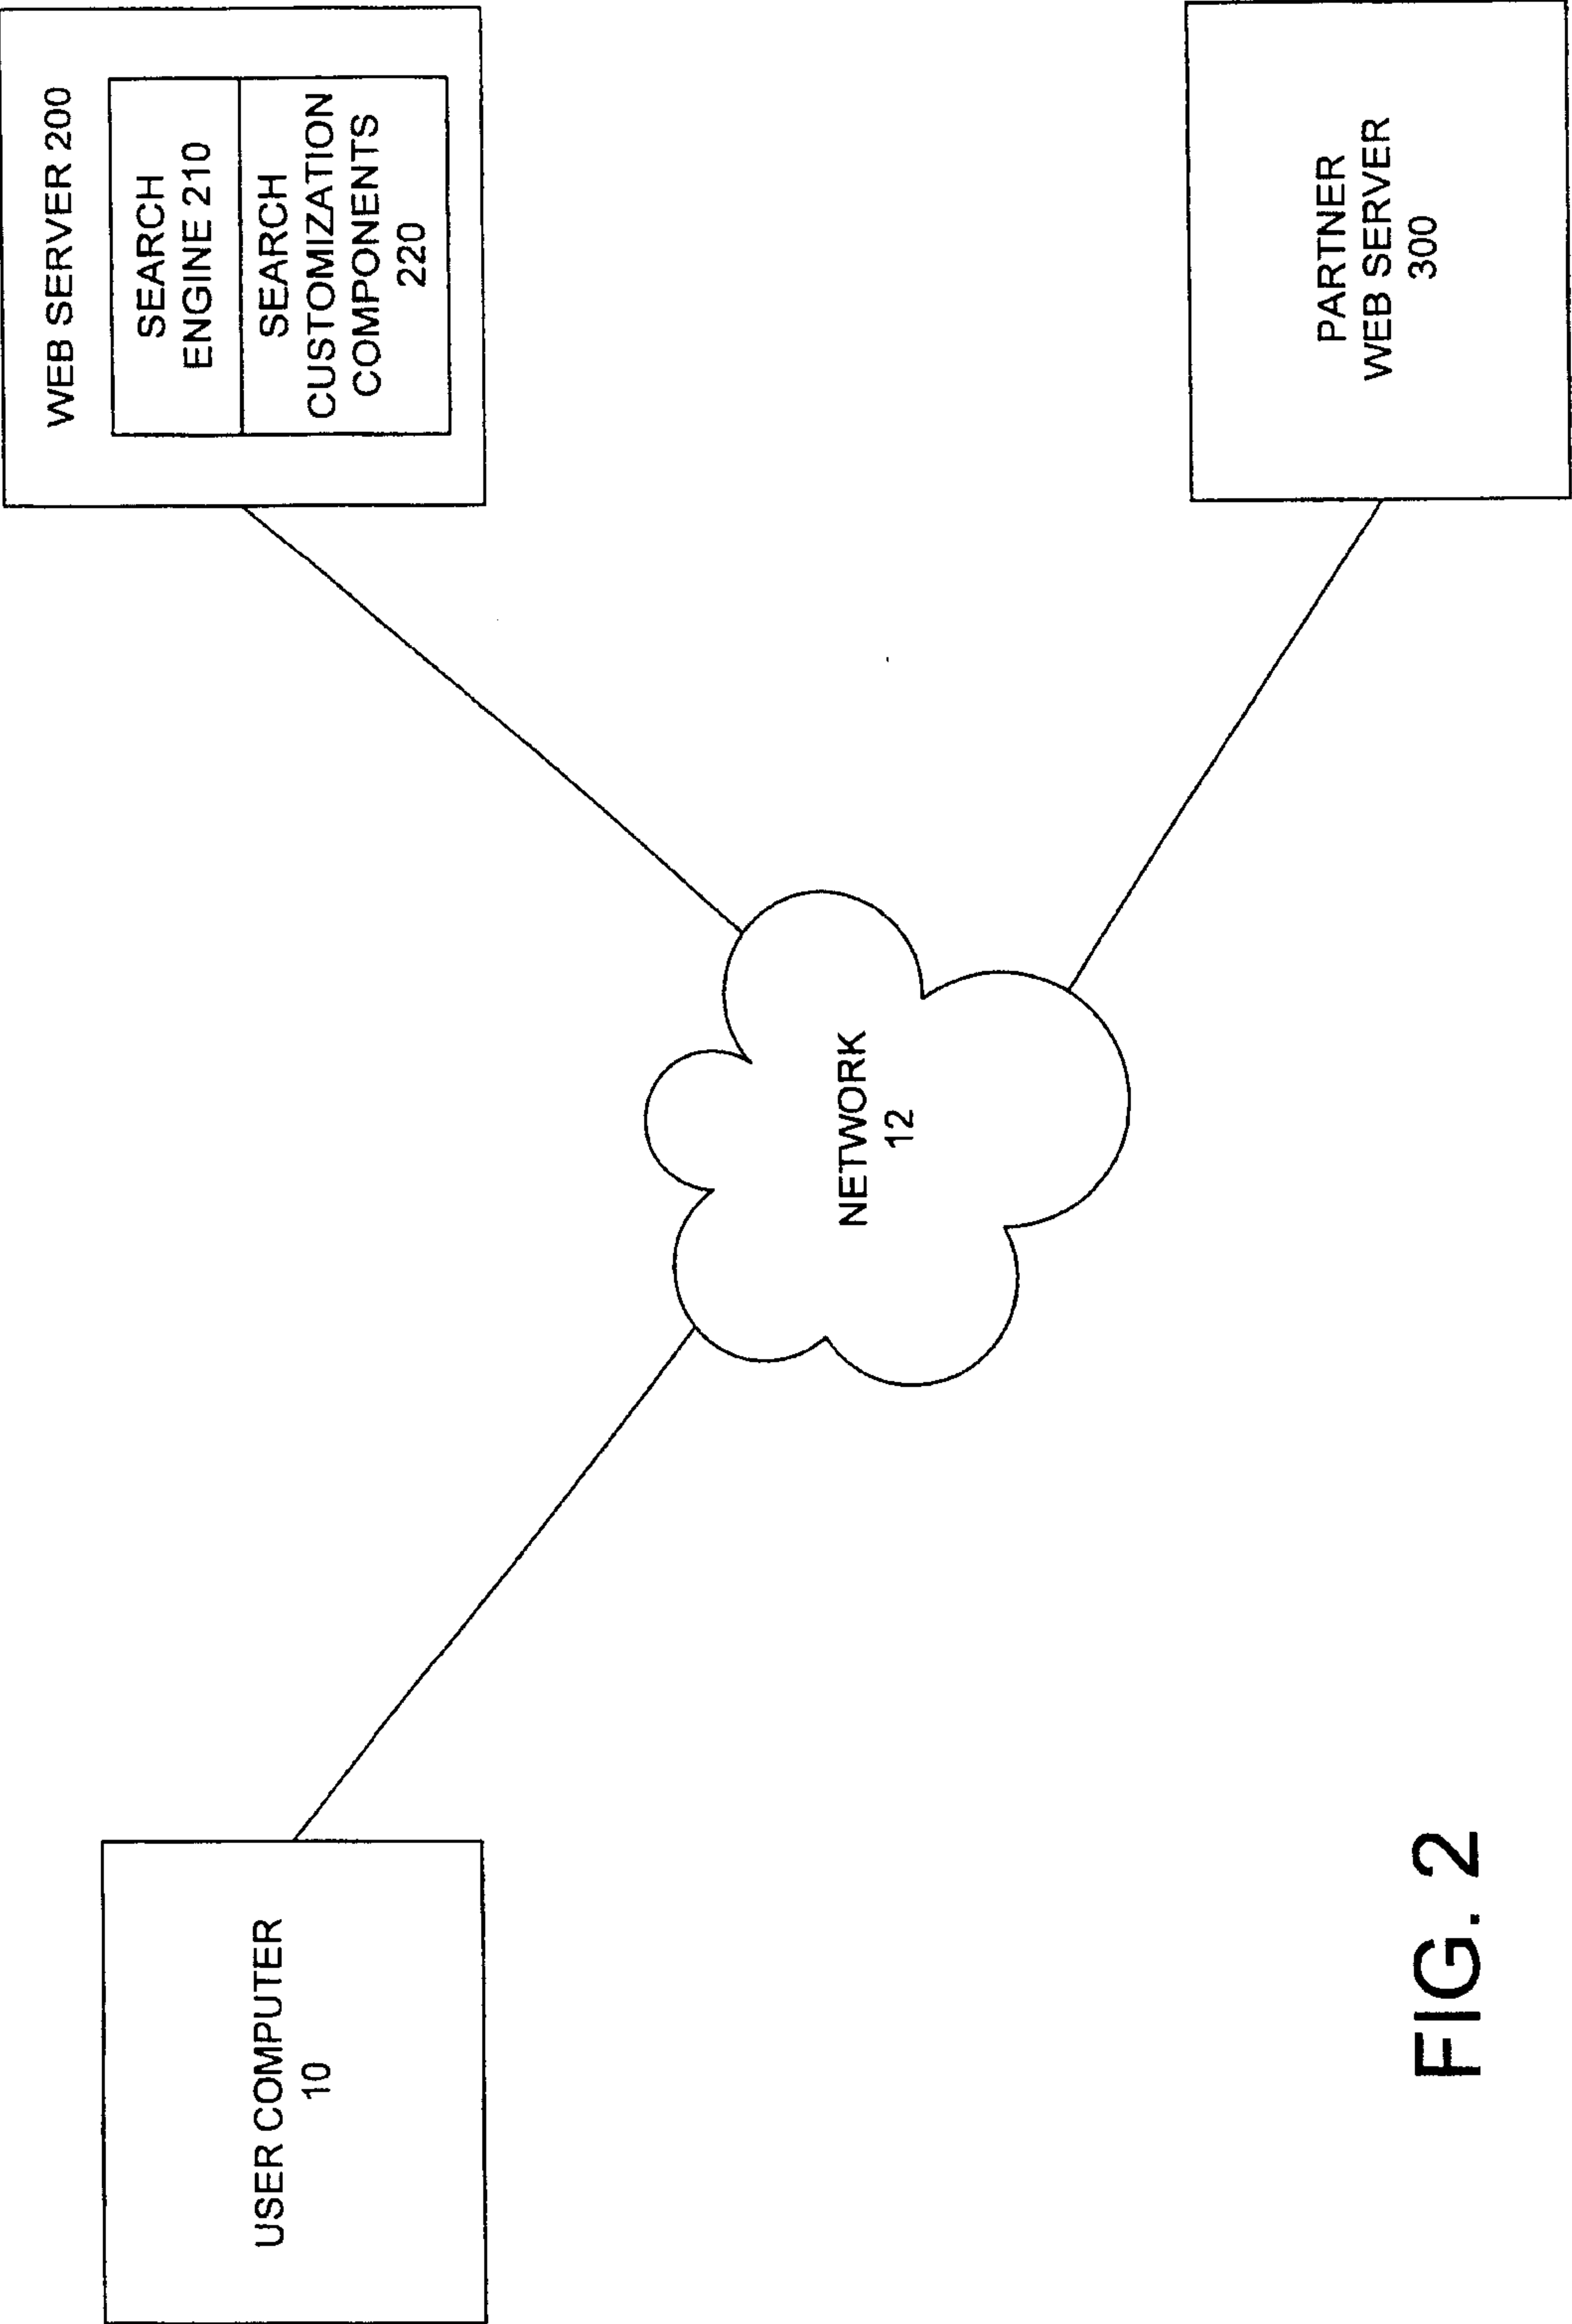 WEB SERVER 200
SEARCH
ENGINE 210
SEARCH
CUSTOMIZATION
COMPONENTS
220
USER COMPUTER
10
NETWORK
12
PARTNER
WEB SERVER
300
FIG. 2